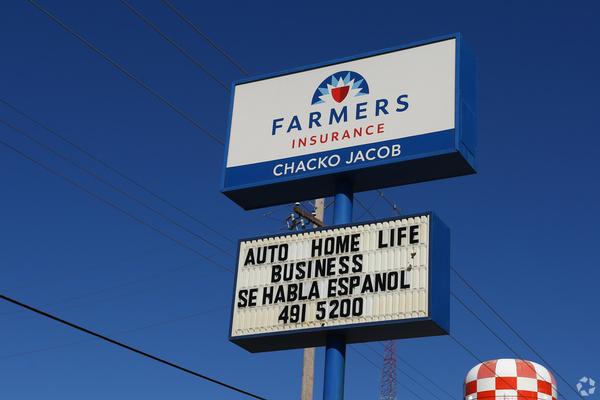 FARMERS
INSURANCE
CHACKO JACOB
AUTO HOME LIFE
BUSINESS
SE HABLA ESPANOL
491 5200